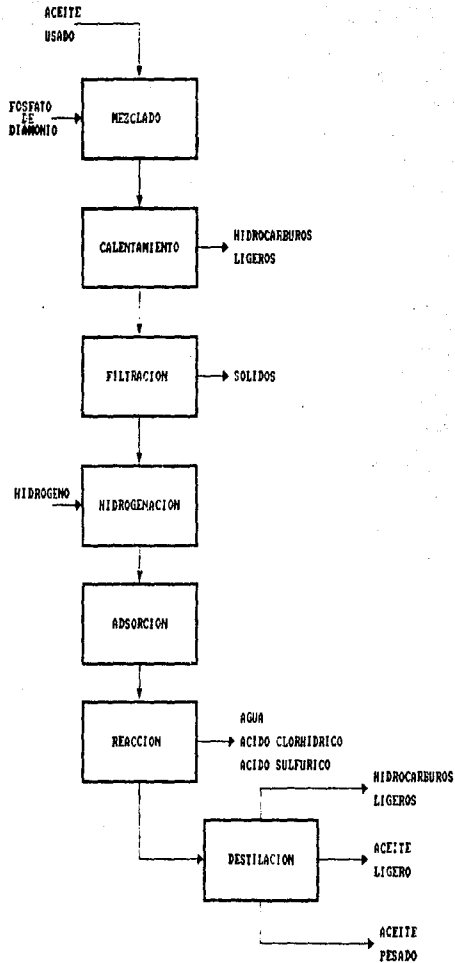 ACEITE
USADO
FOSFATO
DE
DIAMONIO
MEZCLADO
CALENTAMIENTO
HIDROCARBUROS
LIGEROS
FILTRACION
SOLIDOS
HIDROGENO
HIDROGENACION
ADSORCION
REACCION
AGUA
ACIDO CLORHIDRICO
ACIDO SULFURICO
HIDROCARBUROS
LIGEROS
DESTILACION
ACEITE
LIGERO
ACEITE
PESADO